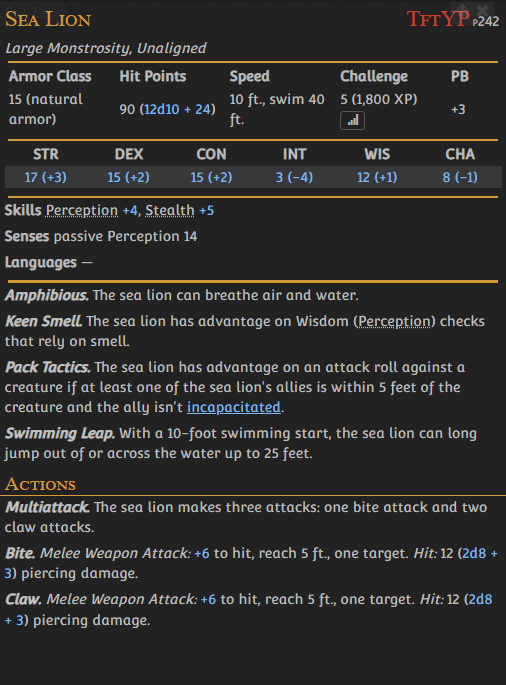 Sea Lion TftYP p242
Large Monstrosity, Unaligned
Armor Class Hit Points Speed Challenge PB
15 (natural armor) 90 (12d10 + 24) 10 ft., swim 40 ft. 5 (1,800 XP) +3
STR DEX CON INT WIS CHA
17 (+3) 15 (+2) 15 (+2) 3 (−4) 12 (+1) 8 (−1)
Skills Perception +4, Stealth +5
Senses passive Perception 14
Languages —
Amphibious. The sea lion can breathe air and water.
Keen Smell. The sea lion has advantage on Wisdom (Perception) checks
that rely on smell.
Pack Tactics. The sea lion has advantage on an attack roll against a
creature if at least one of the sea lion's allies is within 5 feet of the
creature and the ally isn't incapacitated.
Swimming Leap. With a 10-foot swimming start, the sea lion can long
jump out of or across the water up to 25 feet.
Actions
Multiattack. The sea lion makes three attacks: one bite attack and two
claw attacks.
Bite. Melee Weapon Attack: +6 to hit, reach 5 ft., one target. Hit: 12 (2d8 +
3) piercing damage.
Claw. Melee Weapon Attack: +6 to hit, reach 5 ft., one target. Hit: 12 (2d8
+ 3) piercing damage.